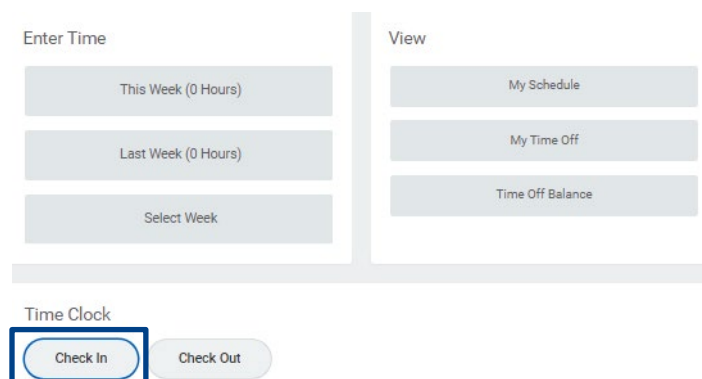 Enter Time
This Week (0 Hours)
Last Week (0 Hours)
Select Week
View
My Schedule
My Time Off
Time Off Balance
Time Clock
Check In
Check Out